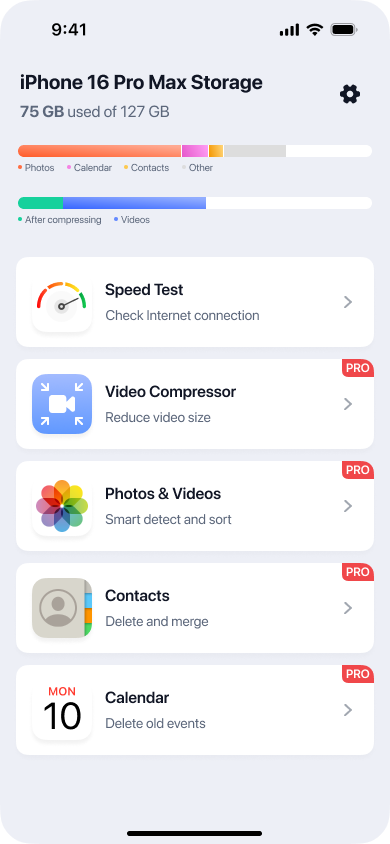 9:41
iPhone 16 Pro Max Storage
75 GB used of 127 GB
Photos Calendar Contacts Other
After compressing Videos
Speed Test
Check Internet connection
PRO
Video Compressor
Reduce video size
PRO
Photos & Videos
Smart detect and sort
PRO
Contacts
Delete and merge
PRO
MON
10
Calendar
Delete old events